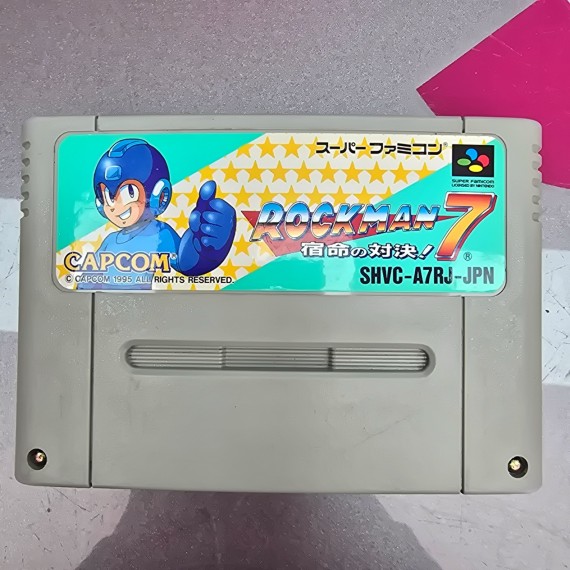 スーパーファミコン®
SUPER FAMICOM
LICENSED BY NINTENDO
ROCKMAN 7
宿命の対決!
®
CAPCOM®
© CAPCOM 1995 ALL RIGHTS RESERVED.
SHVC-A7RJ-JPN